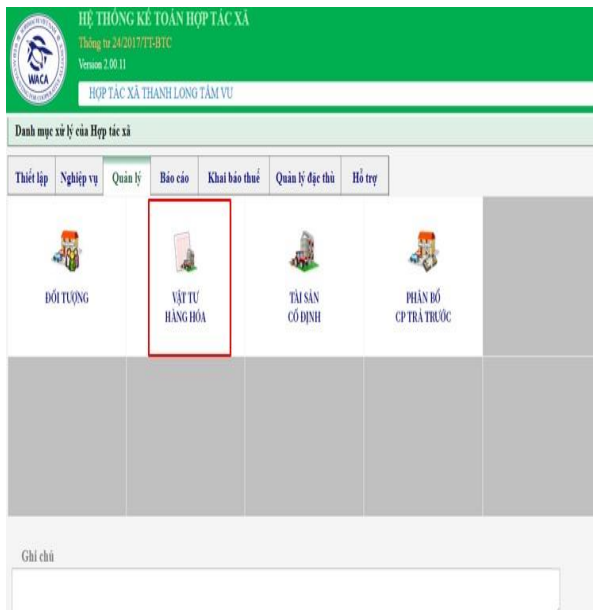 HỆ THỐNG KẾ TOÁN HỢP TÁC XÃ
Thông tư 24/2017/TT-BTC
Version 2.00.11
WACA
HỢP TÁC XÃ THANH LONG TẦM VU
Danh mục xử lý của Hợp tác xã
Thiết lập Nghiệp vụ Quản lý Báo cáo Khai báo thuế Quản lý đặc thù Hỗ trợ
ĐỐI TƯỢNG
VẬT TƯ
HÀNG HÓA
TÀI SẢN
CỐ ĐỊNH
PHÂN BỔ
CP TRẢ TRƯỚC
Ghi chú